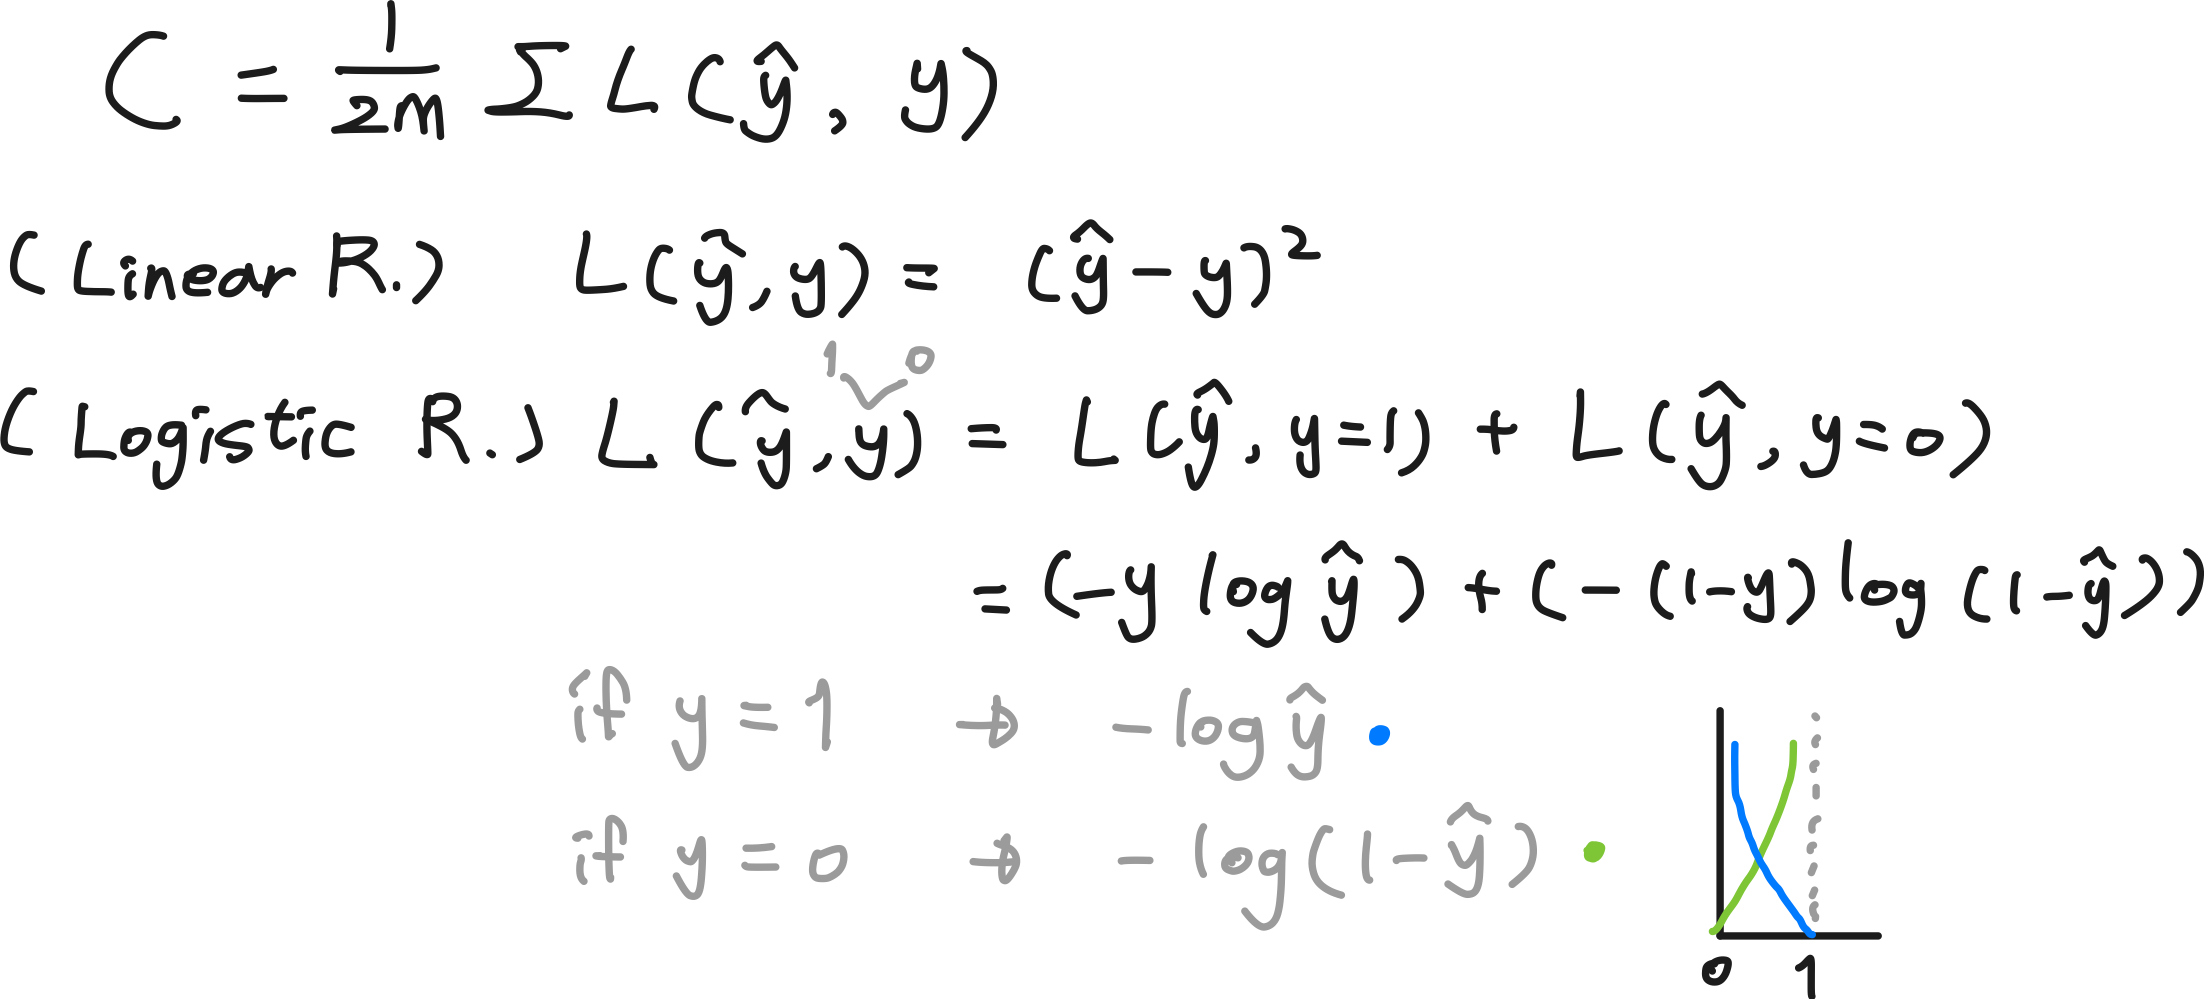 C = 1/2m Σ L(ŷ, y)
(Linear R.) L(ŷ, y) = (ŷ - y)²
1 0
(Logistic R.) L(ŷ, y) = L(ŷ, y=1) + L(ŷ, y=0)
= (-y log ŷ) + (-(1-y) log (1-ŷ))
if y = 1 → -log ŷ
if y = 0 → -log(1-ŷ)
0 1